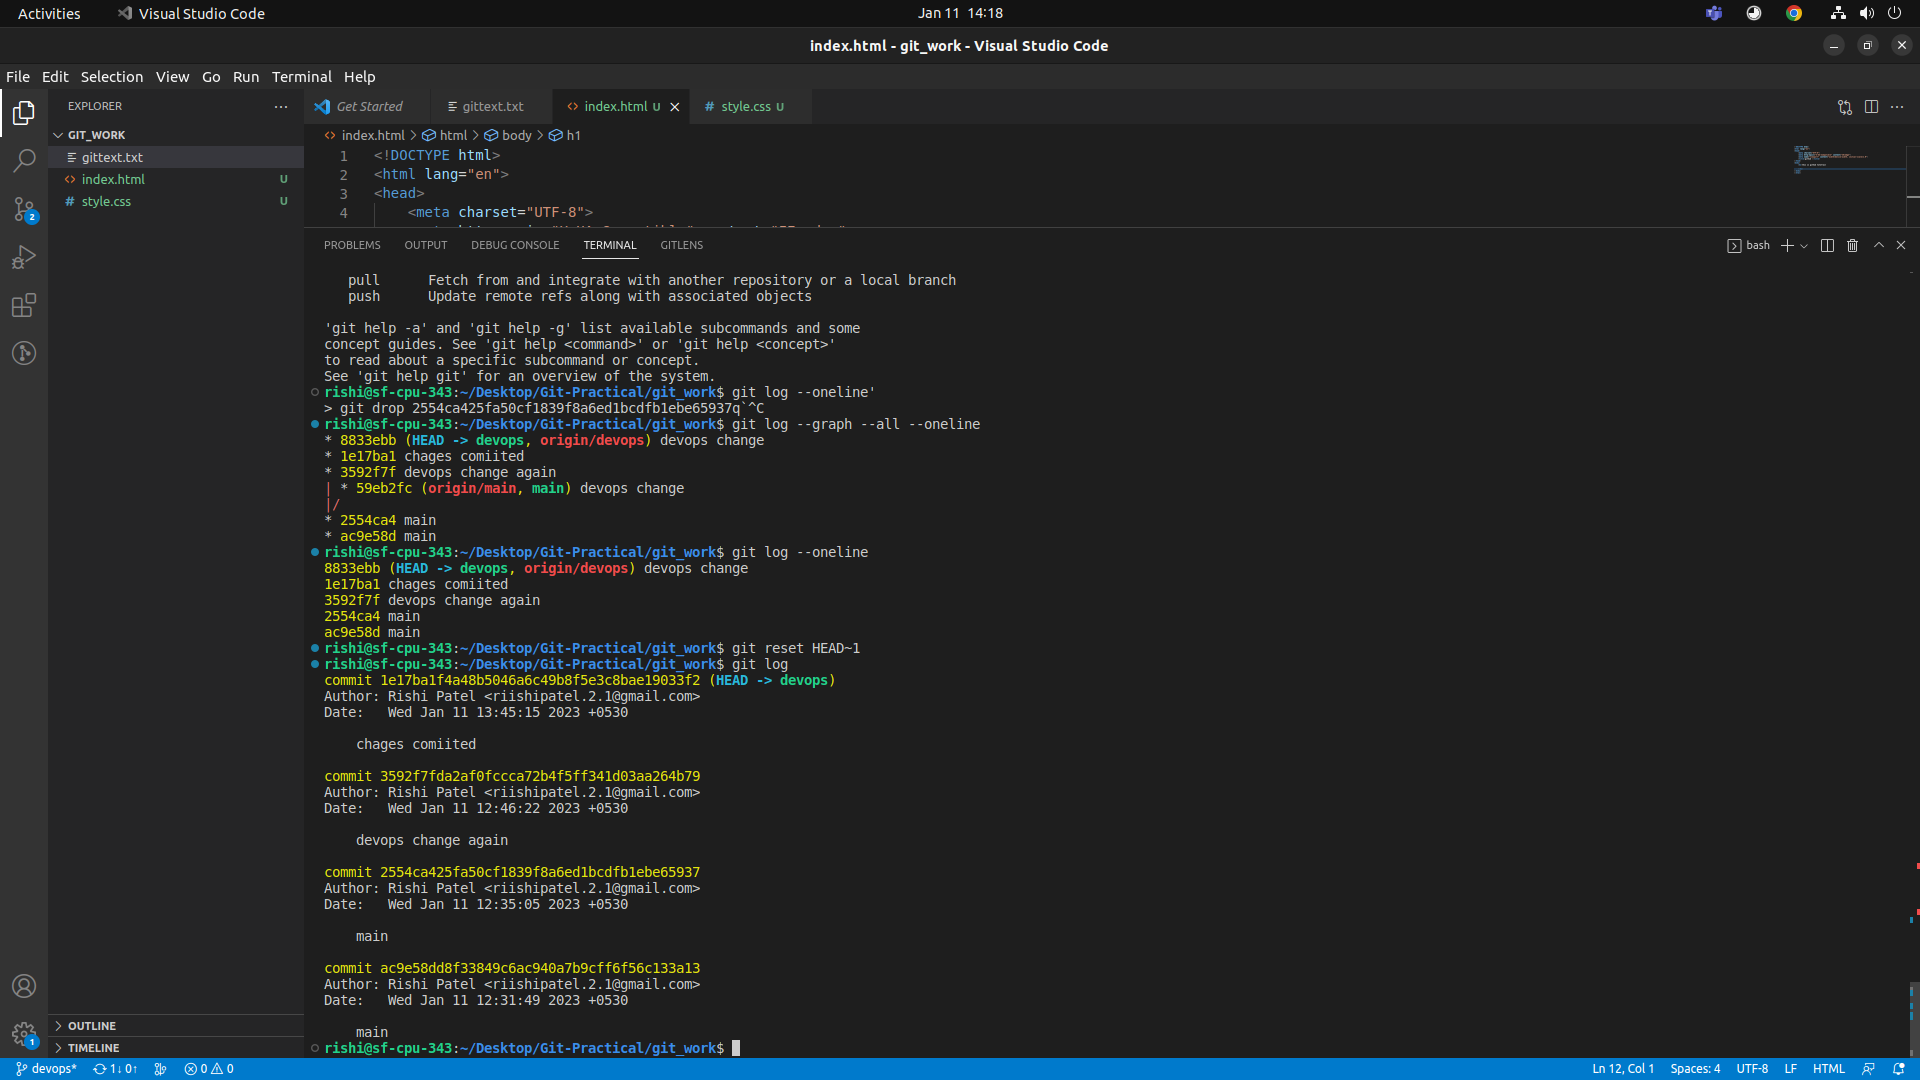 Activities
Visual Studio Code
Jan 11 14:18
index.html - git_work - Visual Studio Code
File Edit Selection View Go Run Terminal Help
EXPLORER
GIT_WORK
gittext.txt
index.html U
style.css U
OUTLINE
TIMELINE
Get Started
gittext.txt
index.html U
style.css U
index.html > html > body > h1
1 <!DOCTYPE html>
2 <html lang="en">
3 <head>
4 <meta charset="UTF-8">
PROBLEMS OUTPUT DEBUG CONSOLE TERMINAL GITLENS
bash
pull Fetch from and integrate with another repository or a local branch
push Update remote refs along with associated objects
'git help -a' and 'git help -g' list available subcommands and some
concept guides. See 'git help <command>' or 'git help <concept>'
to read about a specific subcommand or concept.
See 'git help git' for an overview of the system.
rishi@sf-cpu-343:~/Desktop/Git-Practical/git_work$ git log --oneline'
> git drop 2554ca425fa50cf1839f8a6ed1bcdfb1ebe65937q`^C
rishi@sf-cpu-343:~/Desktop/Git-Practical/git_work$ git log --graph --all --oneline
* 8833ebb (HEAD -> devops, origin/devops) devops change
* 1e17ba1 chages comiited
* 3592f7f devops change again
| * 59eb2fc (origin/main, main) devops change
|/
* 2554ca4 main
* ac9e58d main
rishi@sf-cpu-343:~/Desktop/Git-Practical/git_work$ git log --oneline
8833ebb (HEAD -> devops, origin/devops) devops change
1e17ba1 chages comiited
3592f7f devops change again
2554ca4 main
ac9e58d main
rishi@sf-cpu-343:~/Desktop/Git-Practical/git_work$ git reset HEAD~1
rishi@sf-cpu-343:~/Desktop/Git-Practical/git_work$ git log
commit 1e17ba1f4a48b5046a6c49b8f5e3c8bae19033f2 (HEAD -> devops)
Author: Rishi Patel <riishipatel.2.1@gmail.com>
Date: Wed Jan 11 13:45:15 2023 +0530
chages comiited
commit 3592f7fda2af0fccca72b4f5ff341d03aa264b79
Author: Rishi Patel <riishipatel.2.1@gmail.com>
Date: Wed Jan 11 12:46:22 2023 +0530
devops change again
commit 2554ca425fa50cf1839f8a6ed1bcdfb1ebe65937
Author: Rishi Patel <riishipatel.2.1@gmail.com>
Date: Wed Jan 11 12:35:05 2023 +0530
main
commit ac9e58dd8f33849c6ac940a7b9cff6f56c133a13
Author: Rishi Patel <riishipatel.2.1@gmail.com>
Date: Wed Jan 11 12:31:49 2023 +0530
main
rishi@sf-cpu-343:~/Desktop/Git-Practical/git_work$
2
1
devops* 1↓ 0↑ 0 0
Ln 12, Col 1 Spaces: 4 UTF-8 LF HTML